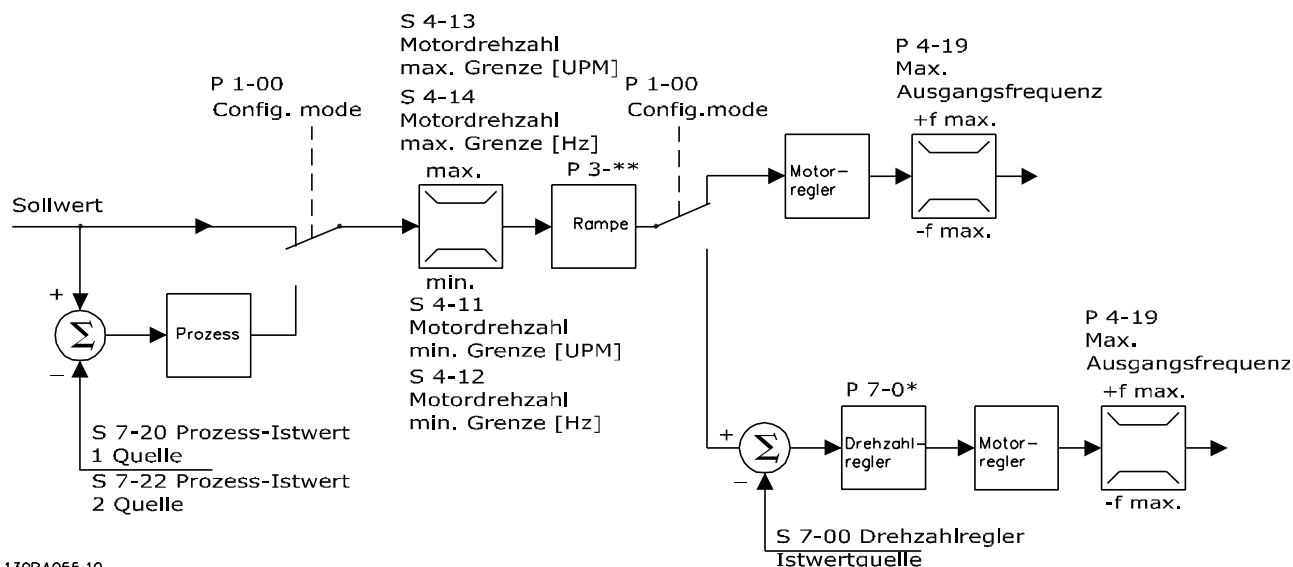 S 4-13
Motordrehzahl
max. Grenze [UPM]
S 4-14
Motordrehzahl
max. Grenze [Hz]
P 1-00
Config. mode
P 1-00
Config.mode
P 4-19
Max.
Ausgangsfrequenz
+f max.
-f max.
max.
min.
P 3-**
Rampe
Motor-
regler
Sollwert
+
Σ
−
Prozess
S 7-20 Prozess-Istwert
1 Quelle
S 7-22 Prozess-Istwert
2 Quelle
S 4-11
Motordrehzahl
min. Grenze [UPM]
S 4-12
Motordrehzahl
min. Grenze [Hz]
P 4-19
Max.
Ausgangsfrequenz
+f max.
-f max.
P 7-0*
+
Σ
−
Drehzahl-
regler
Motor-
regler
S 7-00 Drehzahlregler
Istwertquelle